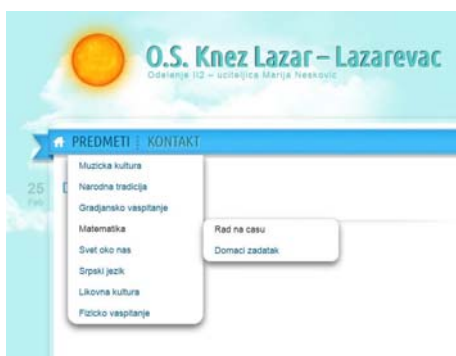 O.S. Knez Lazar – Lazarevac
Odelenje II2 – uciteljica Marija Neskovic
PREDMETI
KONTAKT
25
Feb
D
Muzicka kultura
Narodna tradicija
Gradjansko vaspitanje
Matematika
Rad na casu
Domaci zadatak
Svet oko nas
Srpski jezik
Likovna kultura
Fizicko vaspitanje